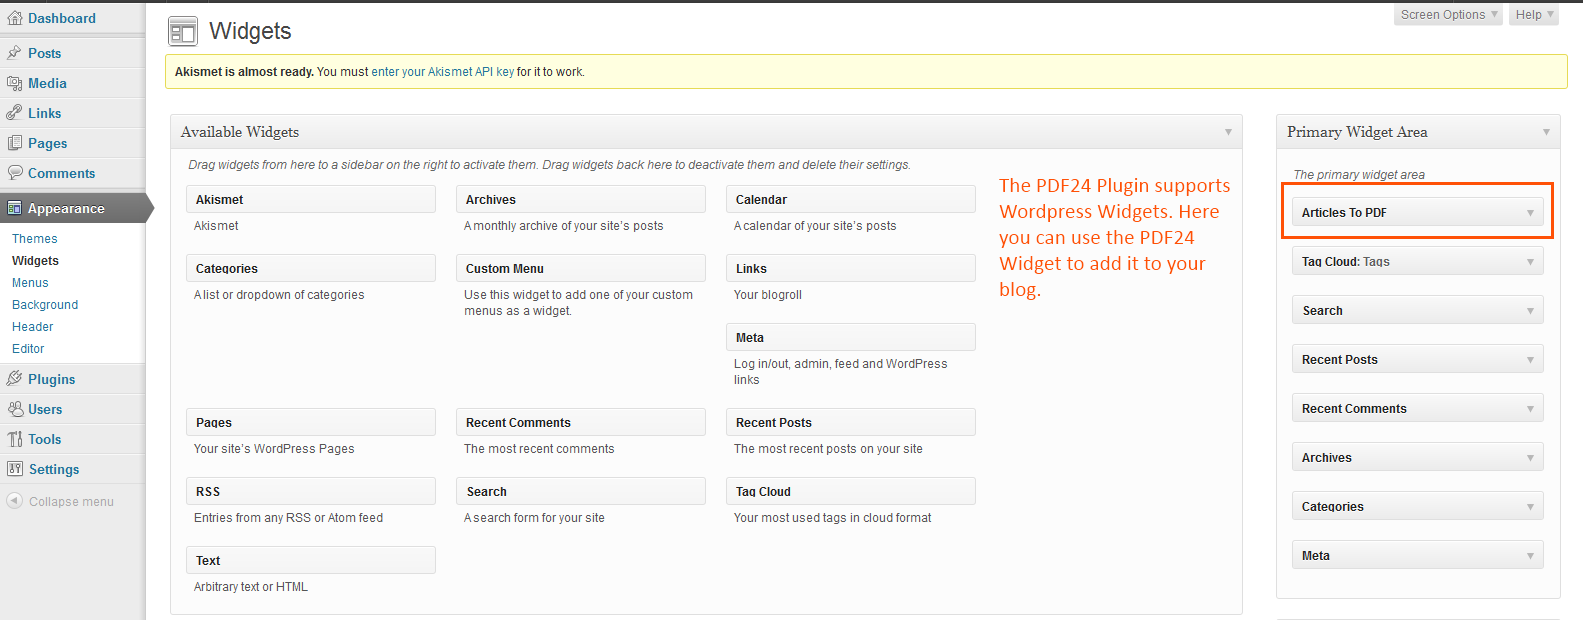 Dashboard
Posts
Media
Links
Pages
Comments
Appearance
Themes
Widgets
Menus
Background
Header
Editor
Plugins
Users
Tools
Settings
Collapse menu
Screen Options
Help
Widgets
Akismet is almost ready. You must enter your Akismet API key for it to work.
Available Widgets
Drag widgets from here to a sidebar on the right to activate them. Drag widgets back here to deactivate them and delete their settings.
Akismet
Akismet
Archives
A monthly archive of your site's posts
Calendar
A calendar of your site's posts
Categories
A list or dropdown of categories
Custom Menu
Use this widget to add one of your custom
menus as a widget.
Links
Your blogroll
Meta
Log in/out, admin, feed and WordPress
links
Pages
Your site's WordPress Pages
Recent Comments
The most recent comments
Recent Posts
The most recent posts on your site
RSS
Entries from any RSS or Atom feed
Search
A search form for your site
Tag Cloud
Your most used tags in cloud format
Text
Arbitrary text or HTML
The PDF24 Plugin supports
Wordpress Widgets. Here
you can use the PDF24
Widget to add it to your
blog.
Primary Widget Area
The primary widget area
Articles To PDF
Tag Cloud: Tags
Search
Recent Posts
Recent Comments
Archives
Categories
Meta